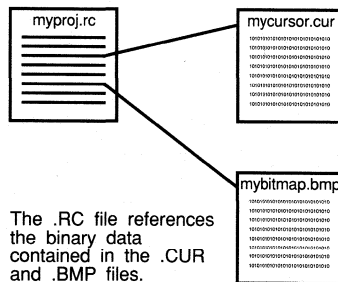 myproj.rc
mycursor.cur
mybitmap.bmp
The .RC file references
the binary data
contained in the .CUR
and .BMP files.